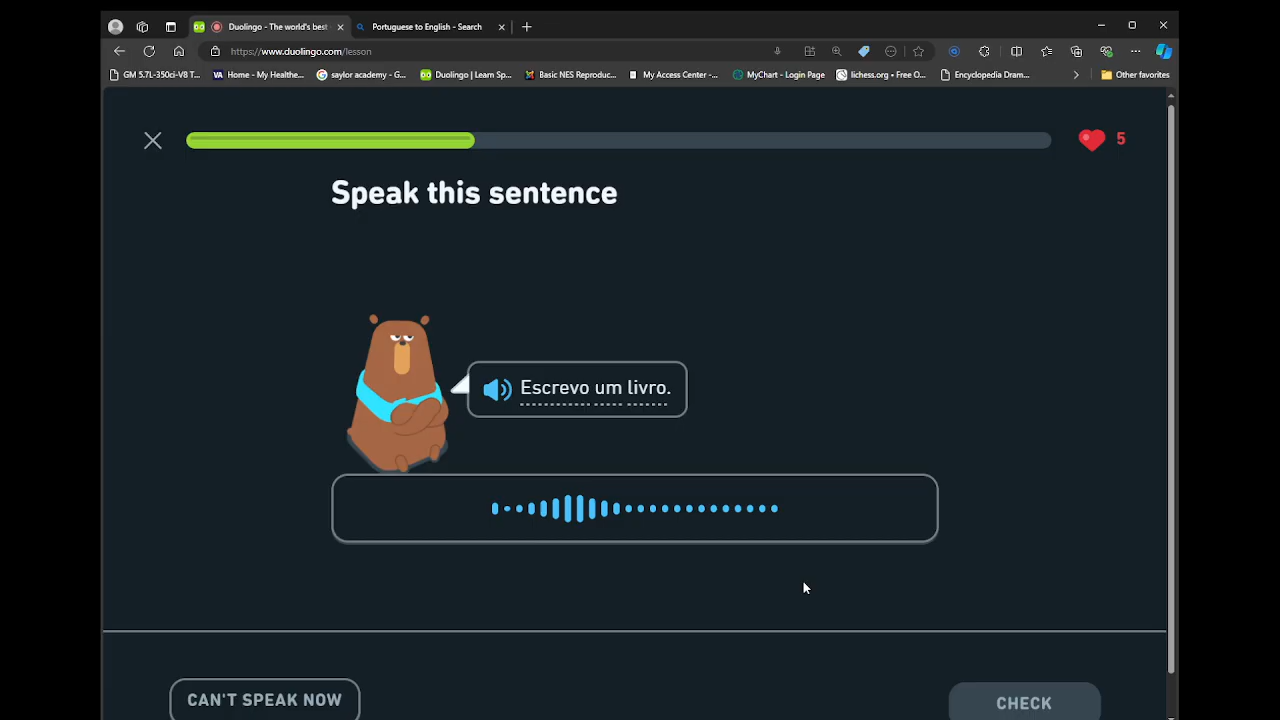 Duolingo - The world's best
Portuguese to English - Search
https://www.duolingo.com/lesson
GM 5.7L-350ci-V8 T...
VA Home - My Healthe...
saylor academy - G...
Duolingo | Learn Sp...
Basic NES Reproduc...
My Access Center -...
MyChart - Login Page
lichess.org • Free O...
Encyclopedia Dram...
Other favorites
5
Speak this sentence
Escrevo um livro.
CAN'T SPEAK NOW
CHECK